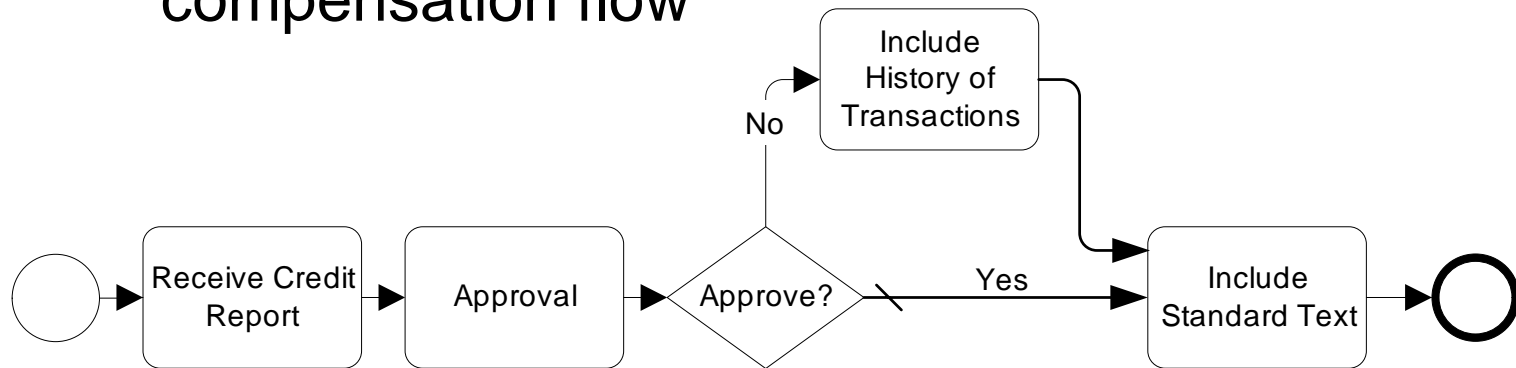 compensation flow
Include
History of
Transactions
No
Receive Credit
Report
Approval
Approve?
Yes
Include
Standard Text